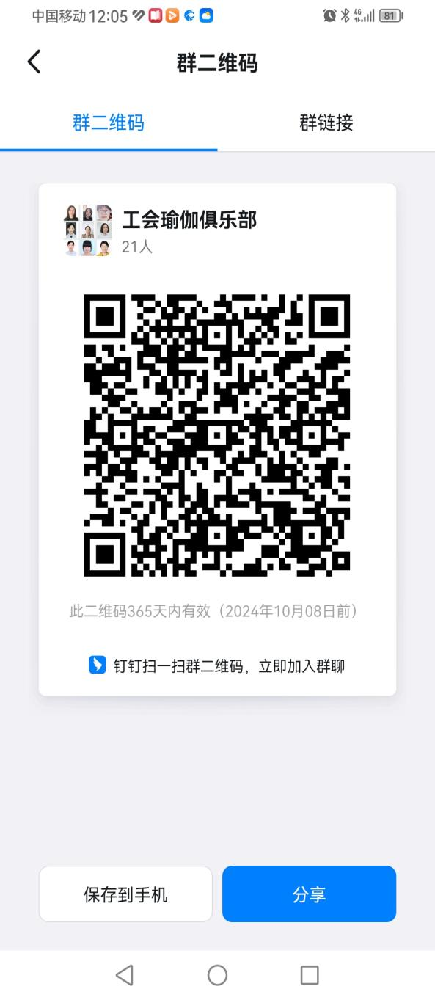 中国移动 12:05 4G 81
群二维码
群二维码 群链接
工会瑜伽俱乐部
21人
此二维码365天内有效（2024年10月08日前）
钉钉扫一扫群二维码，立即加入群聊
保存到手机 分享